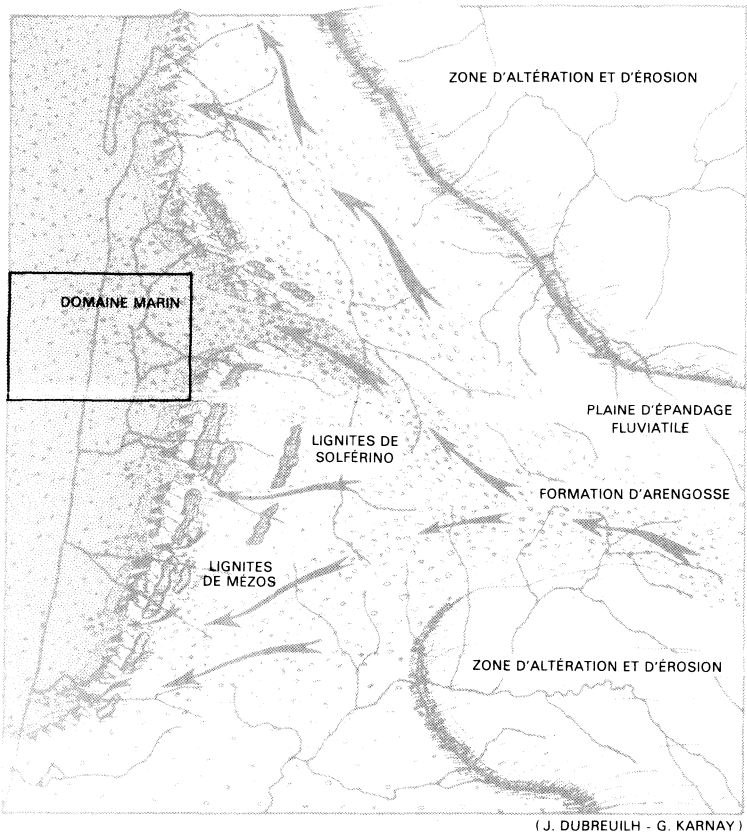 ZONE D'ALTÉRATION ET D'ÉROSION
DOMAINE MARIN
PLAINE D'ÉPANDAGE
FLUVIATILE
LIGNITES DE
SOLFÉRINO
FORMATION D'ARENGOSSE
LIGNITES
DE MÉZOS
ZONE D'ALTÉRATION ET D'ÉROSION
(J. DUBREUILH - G. KARNAY)